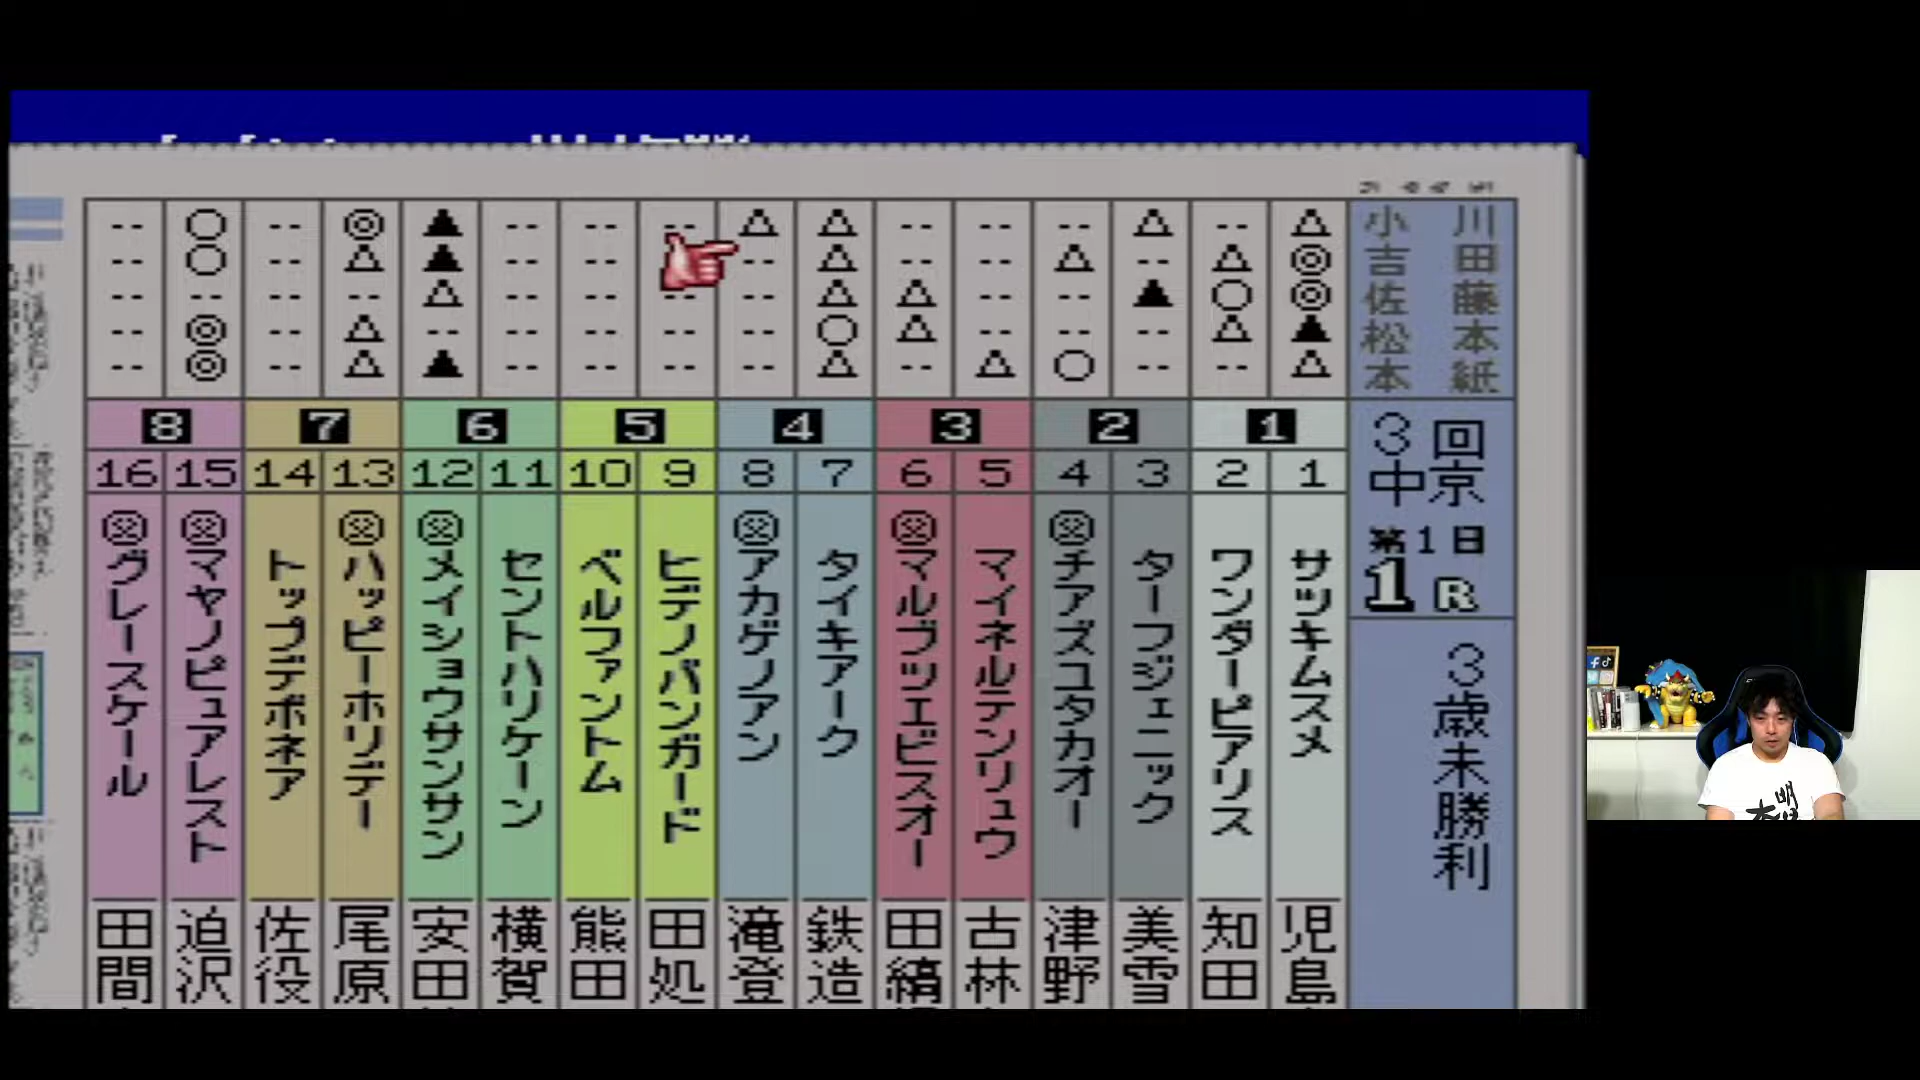 小川
吉田
佐藤
松本
本紙
3回
中京
第1日
1R
3歳未勝利
△◎◎▲△
1
1
サッキムスメ
児島
--△○△--
2
ワンダーピアリス
知田
△--▲----
2
3
ターフジェニック
美雪
--△----○
4
父チアズユタカオー
津野
--------△
3
5
マイネルテンリュウ
古林
----△△--
6
父マルブツエビスオー
田縞
△△△○△
4
7
タイキアーク
鉄造
△--------
8
父アカゲノアン
滝登
5
9
ヒデノバンガード
田処
----------
10
ベルファントム
熊田
----------
6
11
セントハリケーン
横賀
▲▲△--▲
12
父メイショウサンサン
安田
◎△--△△
7
13
父ハッピーホリデー
尾原
----------
14
トップデボネア
佐役
○○--◎◎
8
15
父マヤノピュアレスト
迫沢
----------
16
父グレースケール
田間